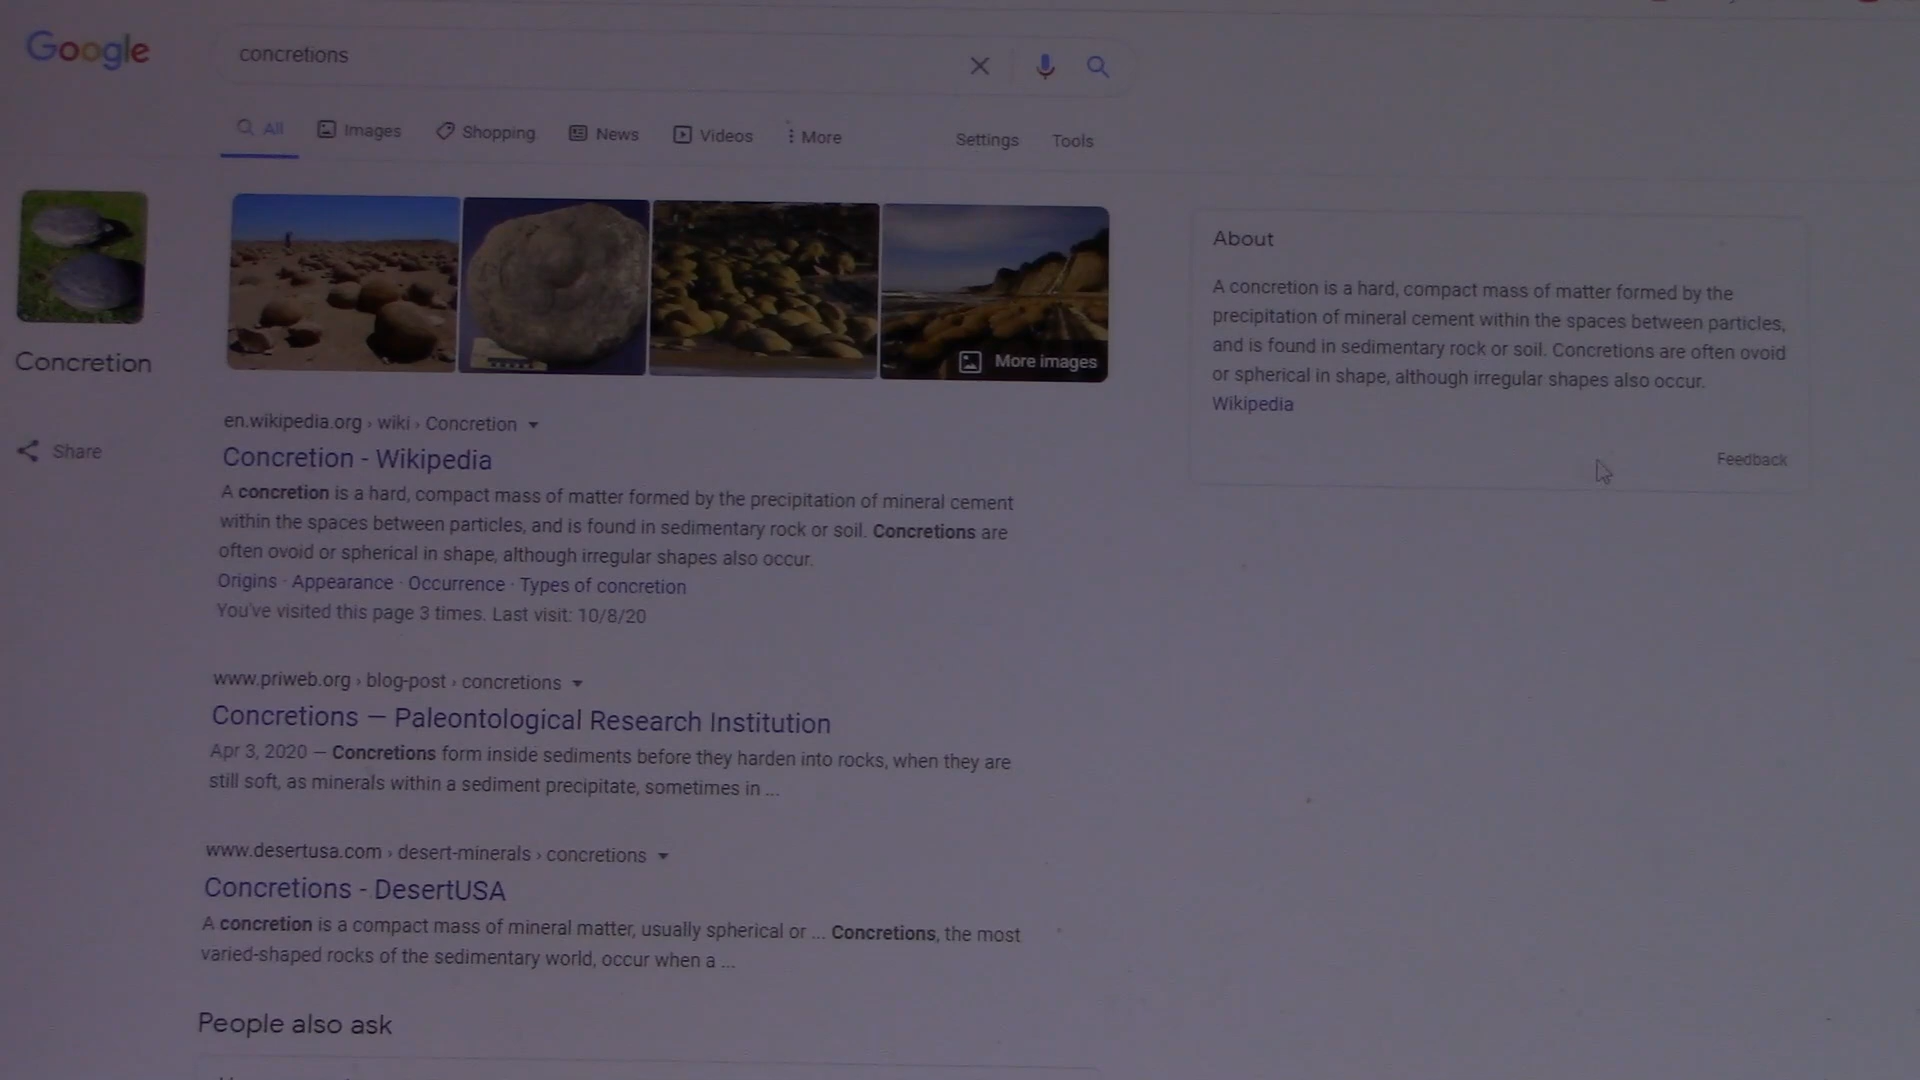 Google
concretions
All Images Shopping News Videos More Settings Tools
More images
Concretion
Share
en.wikipedia.org › wiki › Concretion
Concretion - Wikipedia
A concretion is a hard, compact mass of matter formed by the precipitation of mineral cement
within the spaces between particles, and is found in sedimentary rock or soil. Concretions are
often ovoid or spherical in shape, although irregular shapes also occur.
Origins · Appearance · Occurrence · Types of concretion
You've visited this page 3 times. Last visit: 10/8/20
www.priweb.org › blog-post › concretions
Concretions — Paleontological Research Institution
Apr 3, 2020 — Concretions form inside sediments before they harden into rocks, when they are
still soft, as minerals within a sediment precipitate, sometimes in ...
www.desertusa.com › desert-minerals › concretions
Concretions - DesertUSA
A concretion is a compact mass of mineral matter, usually spherical or ... Concretions, the most
varied-shaped rocks of the sedimentary world, occur when a ...
People also ask
About
A concretion is a hard, compact mass of matter formed by the
precipitation of mineral cement within the spaces between particles,
and is found in sedimentary rock or soil. Concretions are often ovoid
or spherical in shape, although irregular shapes also occur.
Wikipedia
Feedback